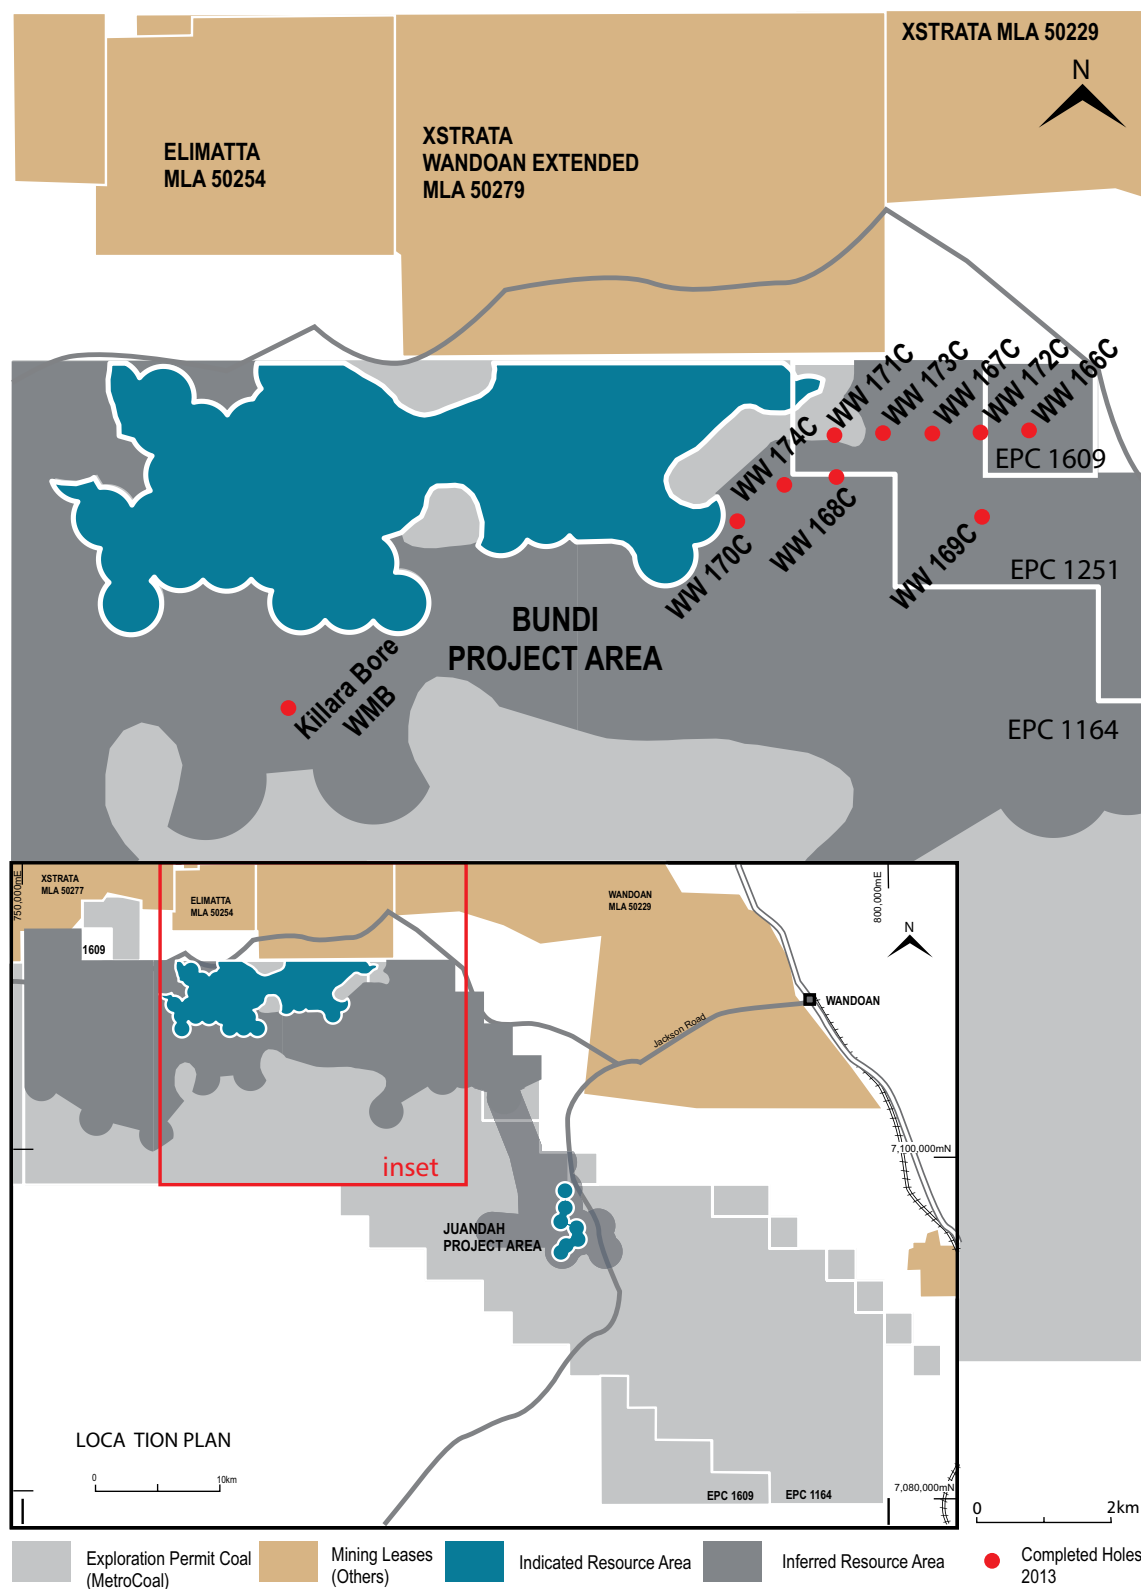 XSTRATA MLA 50229
N
ELIMATTA
MLA 50254
XSTRATA
WANDOAN EXTENDED
MLA 50279
WW 171C
WW 173C
WW 167C
WW 172C
WW 166C
WW 174C
WW 170C
WW 168C
WW 169C
EPC 1609
EPC 1251
EPC 1164
BUNDI
PROJECT AREA
Killara Bore
WMB
750,000mE
XSTRATA
MLA 50277
ELIMATTA
MLA 50254
WANDOAN
MLA 50229
800,000mE
N
1609
WANDOAN
Jackson Road
7,100,000mN
inset
JUANDAH
PROJECT AREA
LOCA TION PLAN
0
10km
EPC 1609
EPC 1164
7,080,000mN
0
2km
Exploration Permit Coal
(MetroCoal)
Mining Leases
(Others)
Indicated Resource Area
Inferred Resource Area
Completed Holes
2013